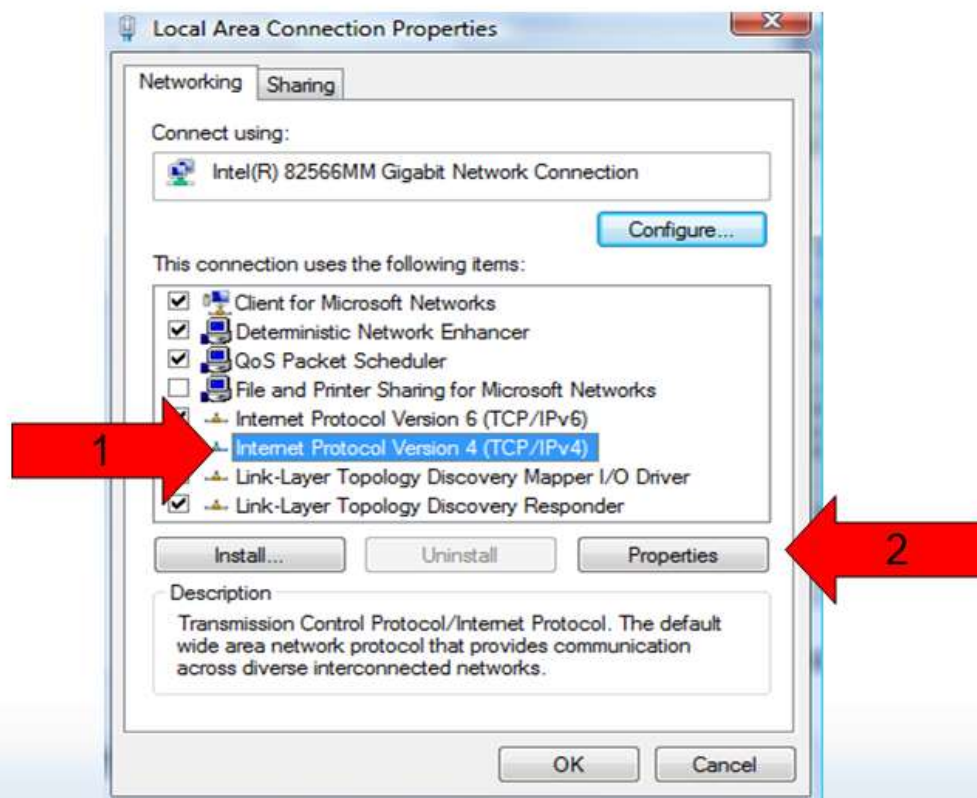 Local Area Connection Properties
Networking
Sharing
Connect using:
Intel(R) 82566MM Gigabit Network Connection
Configure...
This connection uses the following items:
Client for Microsoft Networks
Deterministic Network Enhancer
QoS Packet Scheduler
File and Printer Sharing for Microsoft Networks
Internet Protocol Version 6 (TCP/IPv6)
1
Internet Protocol Version 4 (TCP/IPv4)
Link-Layer Topology Discovery Mapper I/O Driver
Link-Layer Topology Discovery Responder
Install...
Uninstall
Properties
2
Description
Transmission Control Protocol/Internet Protocol. The default
wide area network protocol that provides communication
across diverse interconnected networks.
OK
Cancel